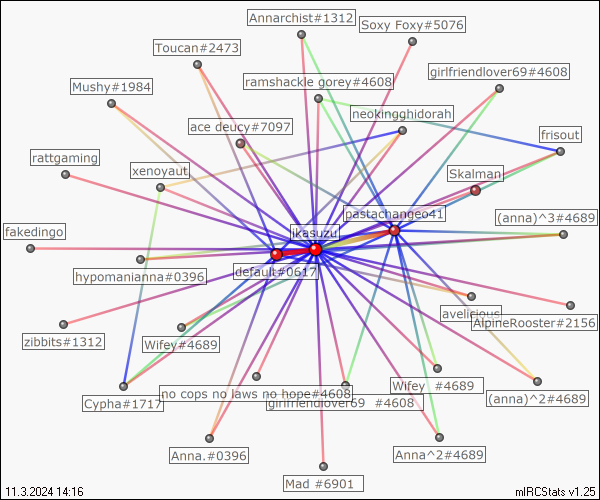 Annarchist#1312
Soxy Foxy#5076
Toucan#2473
girlfriendlover69#4608
ramshackle gorey#4608
Mushy#1984
neokingghidorah
ace deucy#7097
frisout
rattgaming
xenoyaut
Skalman
pastachangeo41
(anna)^3#4689
ikasuzu
fakedingo
default#0617
hypomanianna#0396
avelicious
AlpineRooster#2156
zibbits#1312
Wifey#4689
no cops no laws no hope#4608
Wifey #4689
(anna)^2#4689
Cypha#1717
girlfriendlover69 #4608
Anna.#0396
Anna^2#4689
Mad #6901
11.3.2024 14:16
mIRCStats v1.25